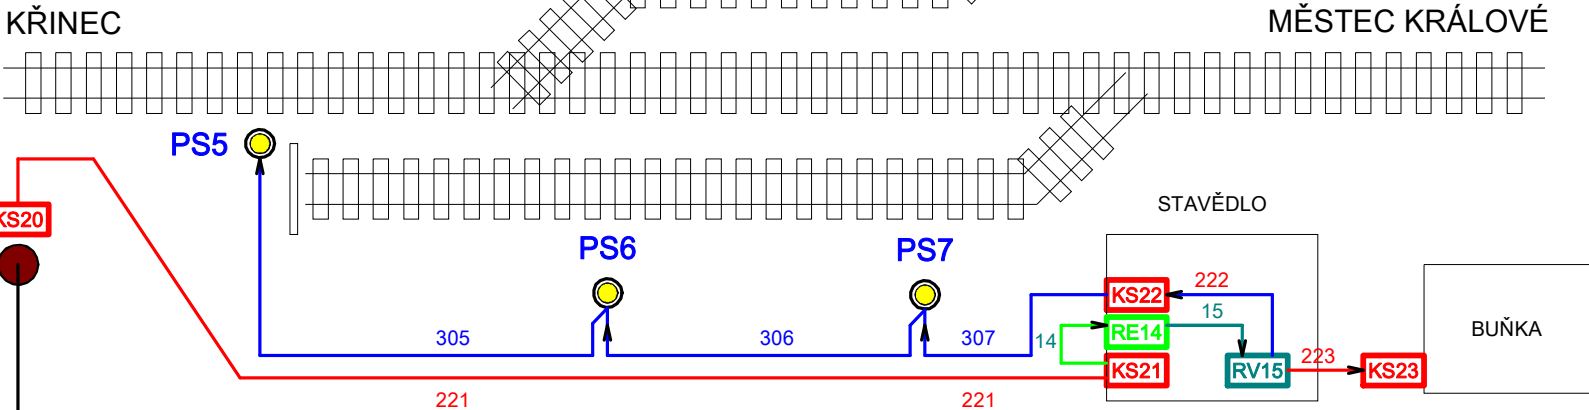 KŘINEC
MĚSTEC KRÁLOVÉ
PS5
KS20
STAVĚDLO
PS6
PS7
KS22
222
RE14
15
BUŇKA
305
306
307
14
KS21
RV15
223
KS23
221
221